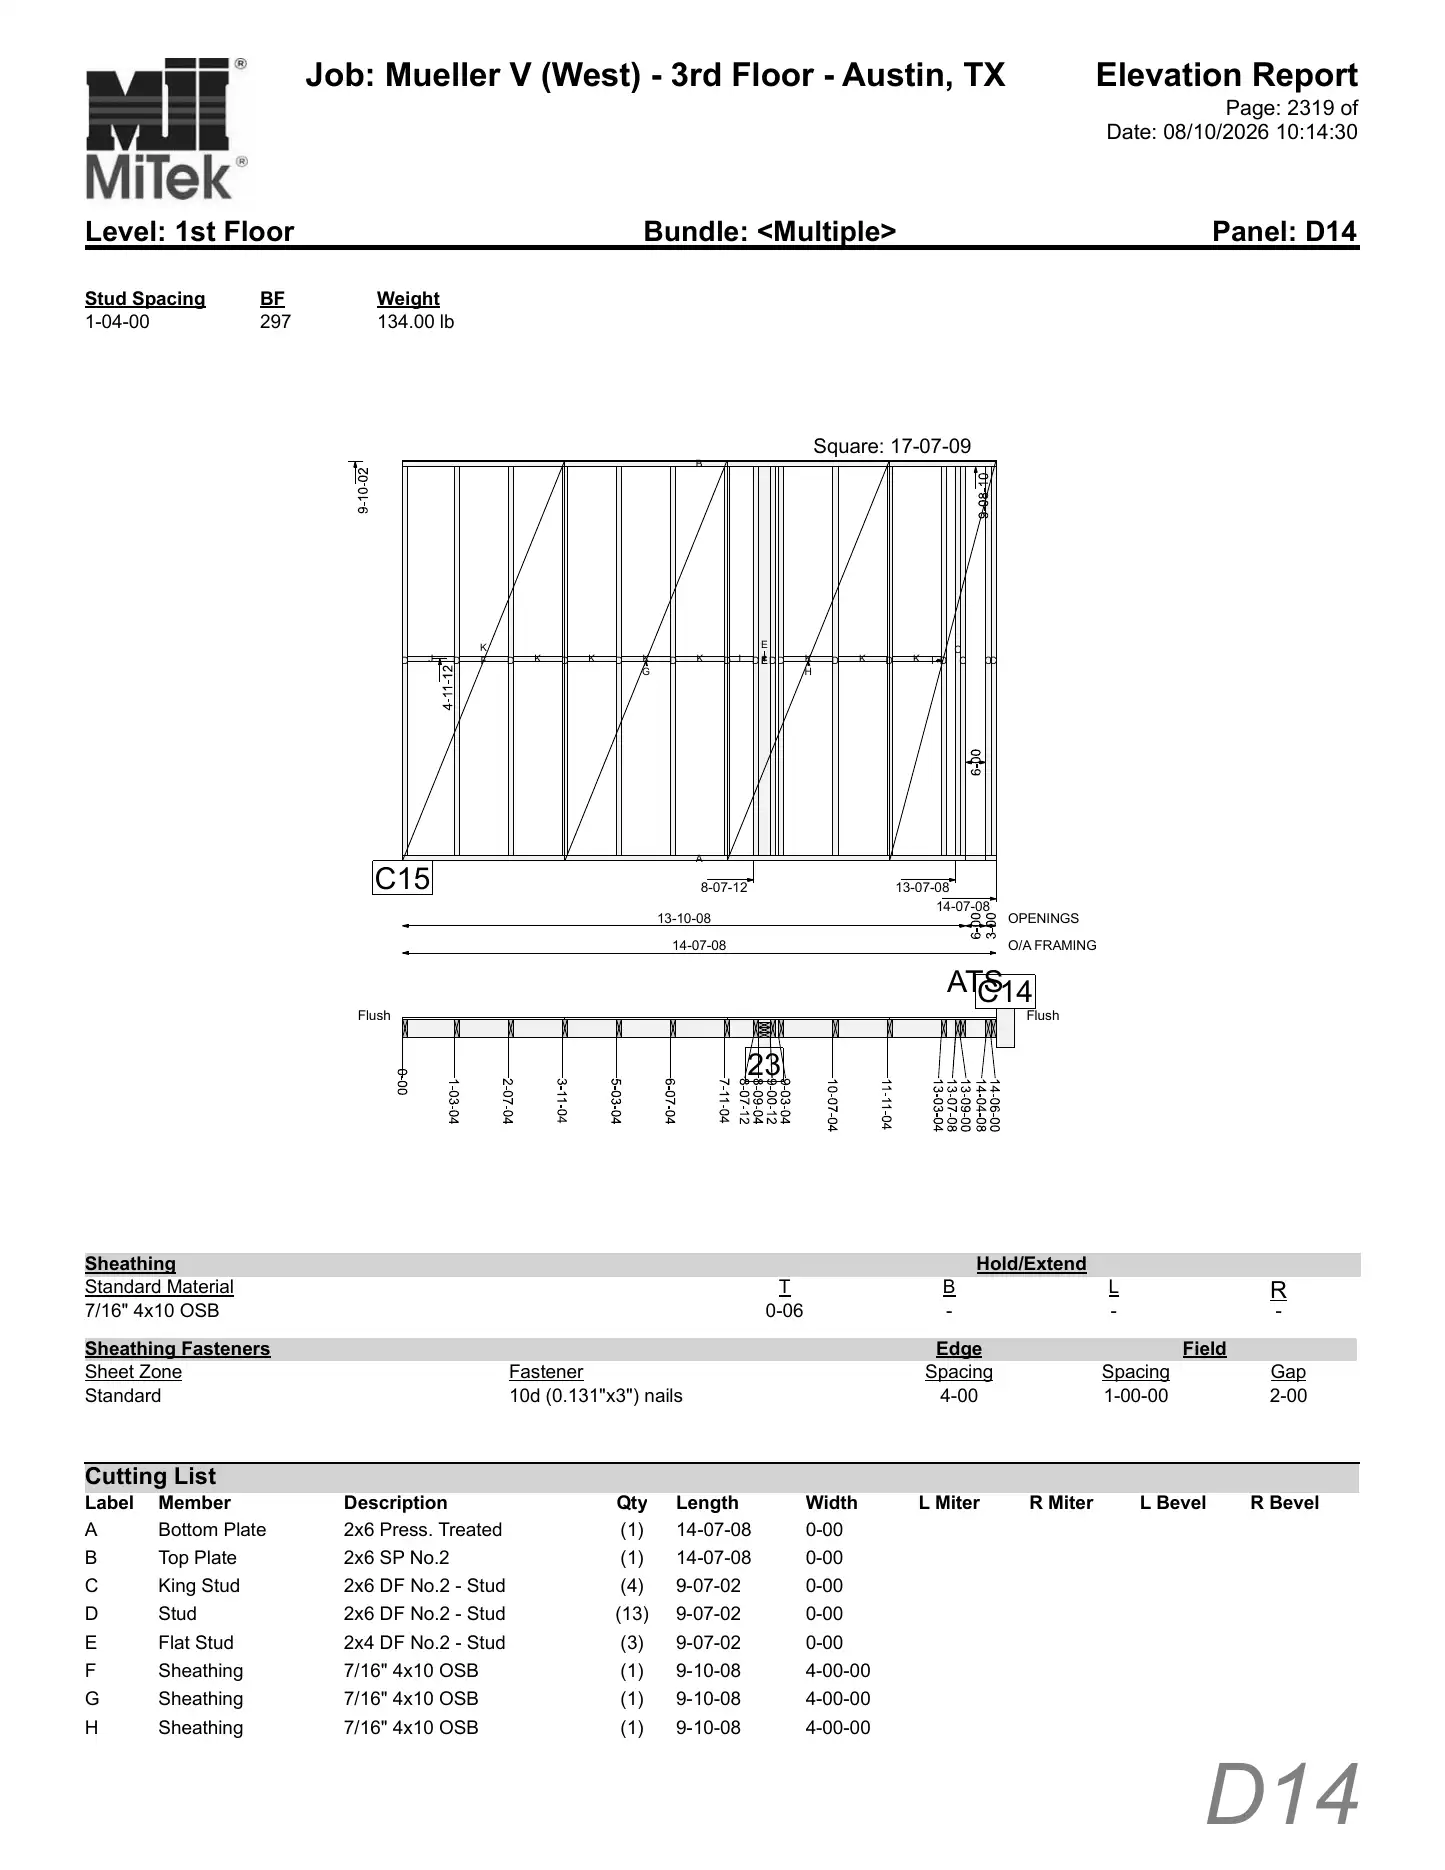 Job: Mueller V (West) - 3rd Floor - Austin, TX
Elevation Report
Page: 2319 of
Date: 08/10/2026 10:14:30
MiTek
Level: 1st Floor Bundle: <Multiple> Panel: D14
Stud Spacing BF Weight
1-04-00 297 134.00 lb
Square: 17-07-09
B
9-10-02
9-08-10
K E
K K K K K K K
G H
4-11-12
6-00
A
C15
8-07-12 13-07-08
14-07-08
13-10-08 6-00 3-00 OPENINGS
14-07-08 O/A FRAMING
ATS
C14
Flush Flush
23
0-00 1-03-04 2-07-04 3-11-04 5-03-04 6-07-04 7-11-04 8-07-12 8-09-04 9-00-12 9-03-04 10-07-04 11-11-04 13-03-04 13-07-08 13-09-00 14-04-08 14-06-00
Sheathing Hold/Extend
Standard Material T B L R
7/16" 4x10 OSB 0-06 - - -
Sheathing Fasteners Edge Field
Sheet Zone Fastener Spacing Spacing Gap
Standard 10d (0.131"x3") nails 4-00 1-00-00 2-00
Cutting List
Label Member Description Qty Length Width L Miter R Miter L Bevel R Bevel
A Bottom Plate 2x6 Press. Treated (1) 14-07-08 0-00
B Top Plate 2x6 SP No.2 (1) 14-07-08 0-00
C King Stud 2x6 DF No.2 - Stud (4) 9-07-02 0-00
D Stud 2x6 DF No.2 - Stud (13) 9-07-02 0-00
E Flat Stud 2x4 DF No.2 - Stud (3) 9-07-02 0-00
F Sheathing 7/16" 4x10 OSB (1) 9-10-08 4-00-00
G Sheathing 7/16" 4x10 OSB (1) 9-10-08 4-00-00
H Sheathing 7/16" 4x10 OSB (1) 9-10-08 4-00-00
D14